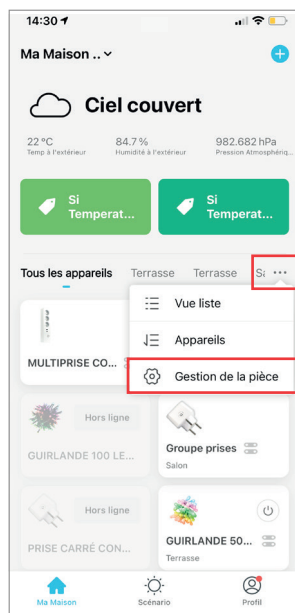 14:30
Ma Maison ..
Ciel couvert
22 °C 84.7 % 982.682 hPa
Temp à l'extérieur Humidité à l'extérieur Pression Atmosphériq...
Si Temperat...
Si Temperat...
Tous les appareils Terrasse Terrasse Sa ...
Vue liste
Appareils
Gestion de la pièce
MULTIPRISE CO...
Hors ligne
GUIRLANDE 100 LE...
Groupe prises
Salon
Hors ligne
PRISE CARRÉ CON...
GUIRLANDE 50...
Terrasse
Ma Maison Scénario Profil